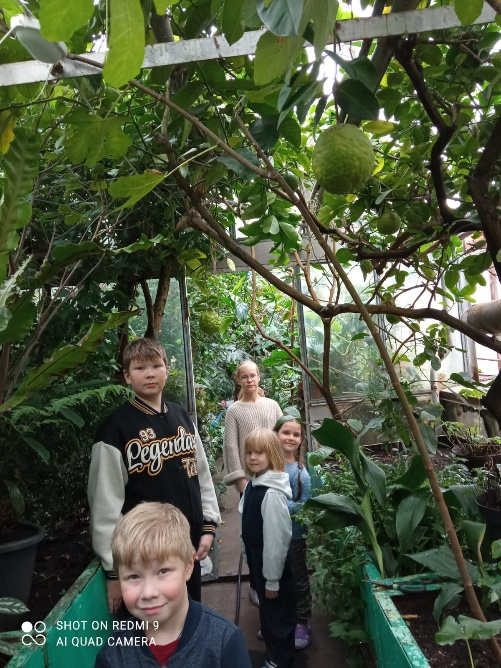 93
Legendary
SHOT ON REDMI 9
AI QUAD CAMERA